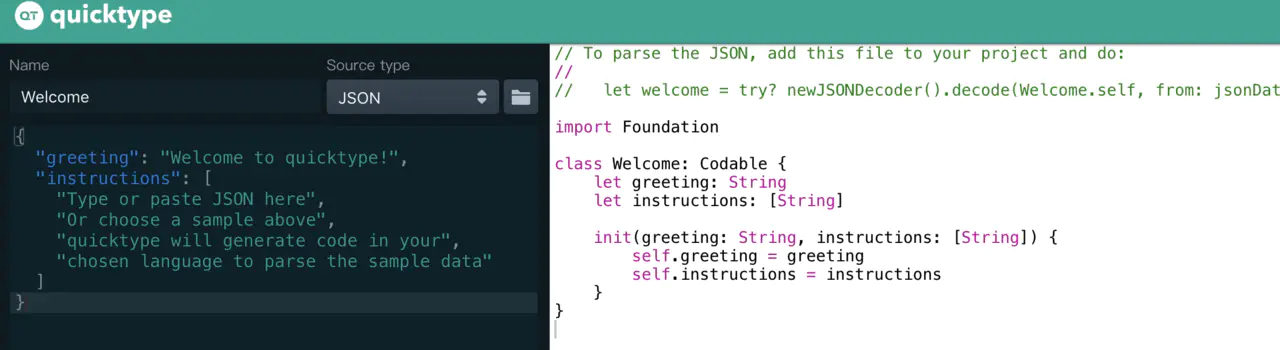 QT quicktype
Name
Source type
Welcome
JSON
{
  "greeting": "Welcome to quicktype!",
  "instructions": [
    "Type or paste JSON here",
    "Or choose a sample above",
    "quicktype will generate code in your",
    "chosen language to parse the sample data"
  ]
}
// To parse the JSON, add this file to your project and do:
//
//   let welcome = try? newJSONDecoder().decode(Welcome.self, from: jsonDat
import Foundation
class Welcome: Codable {
    let greeting: String
    let instructions: [String]
    init(greeting: String, instructions: [String]) {
        self.greeting = greeting
        self.instructions = instructions
    }
}